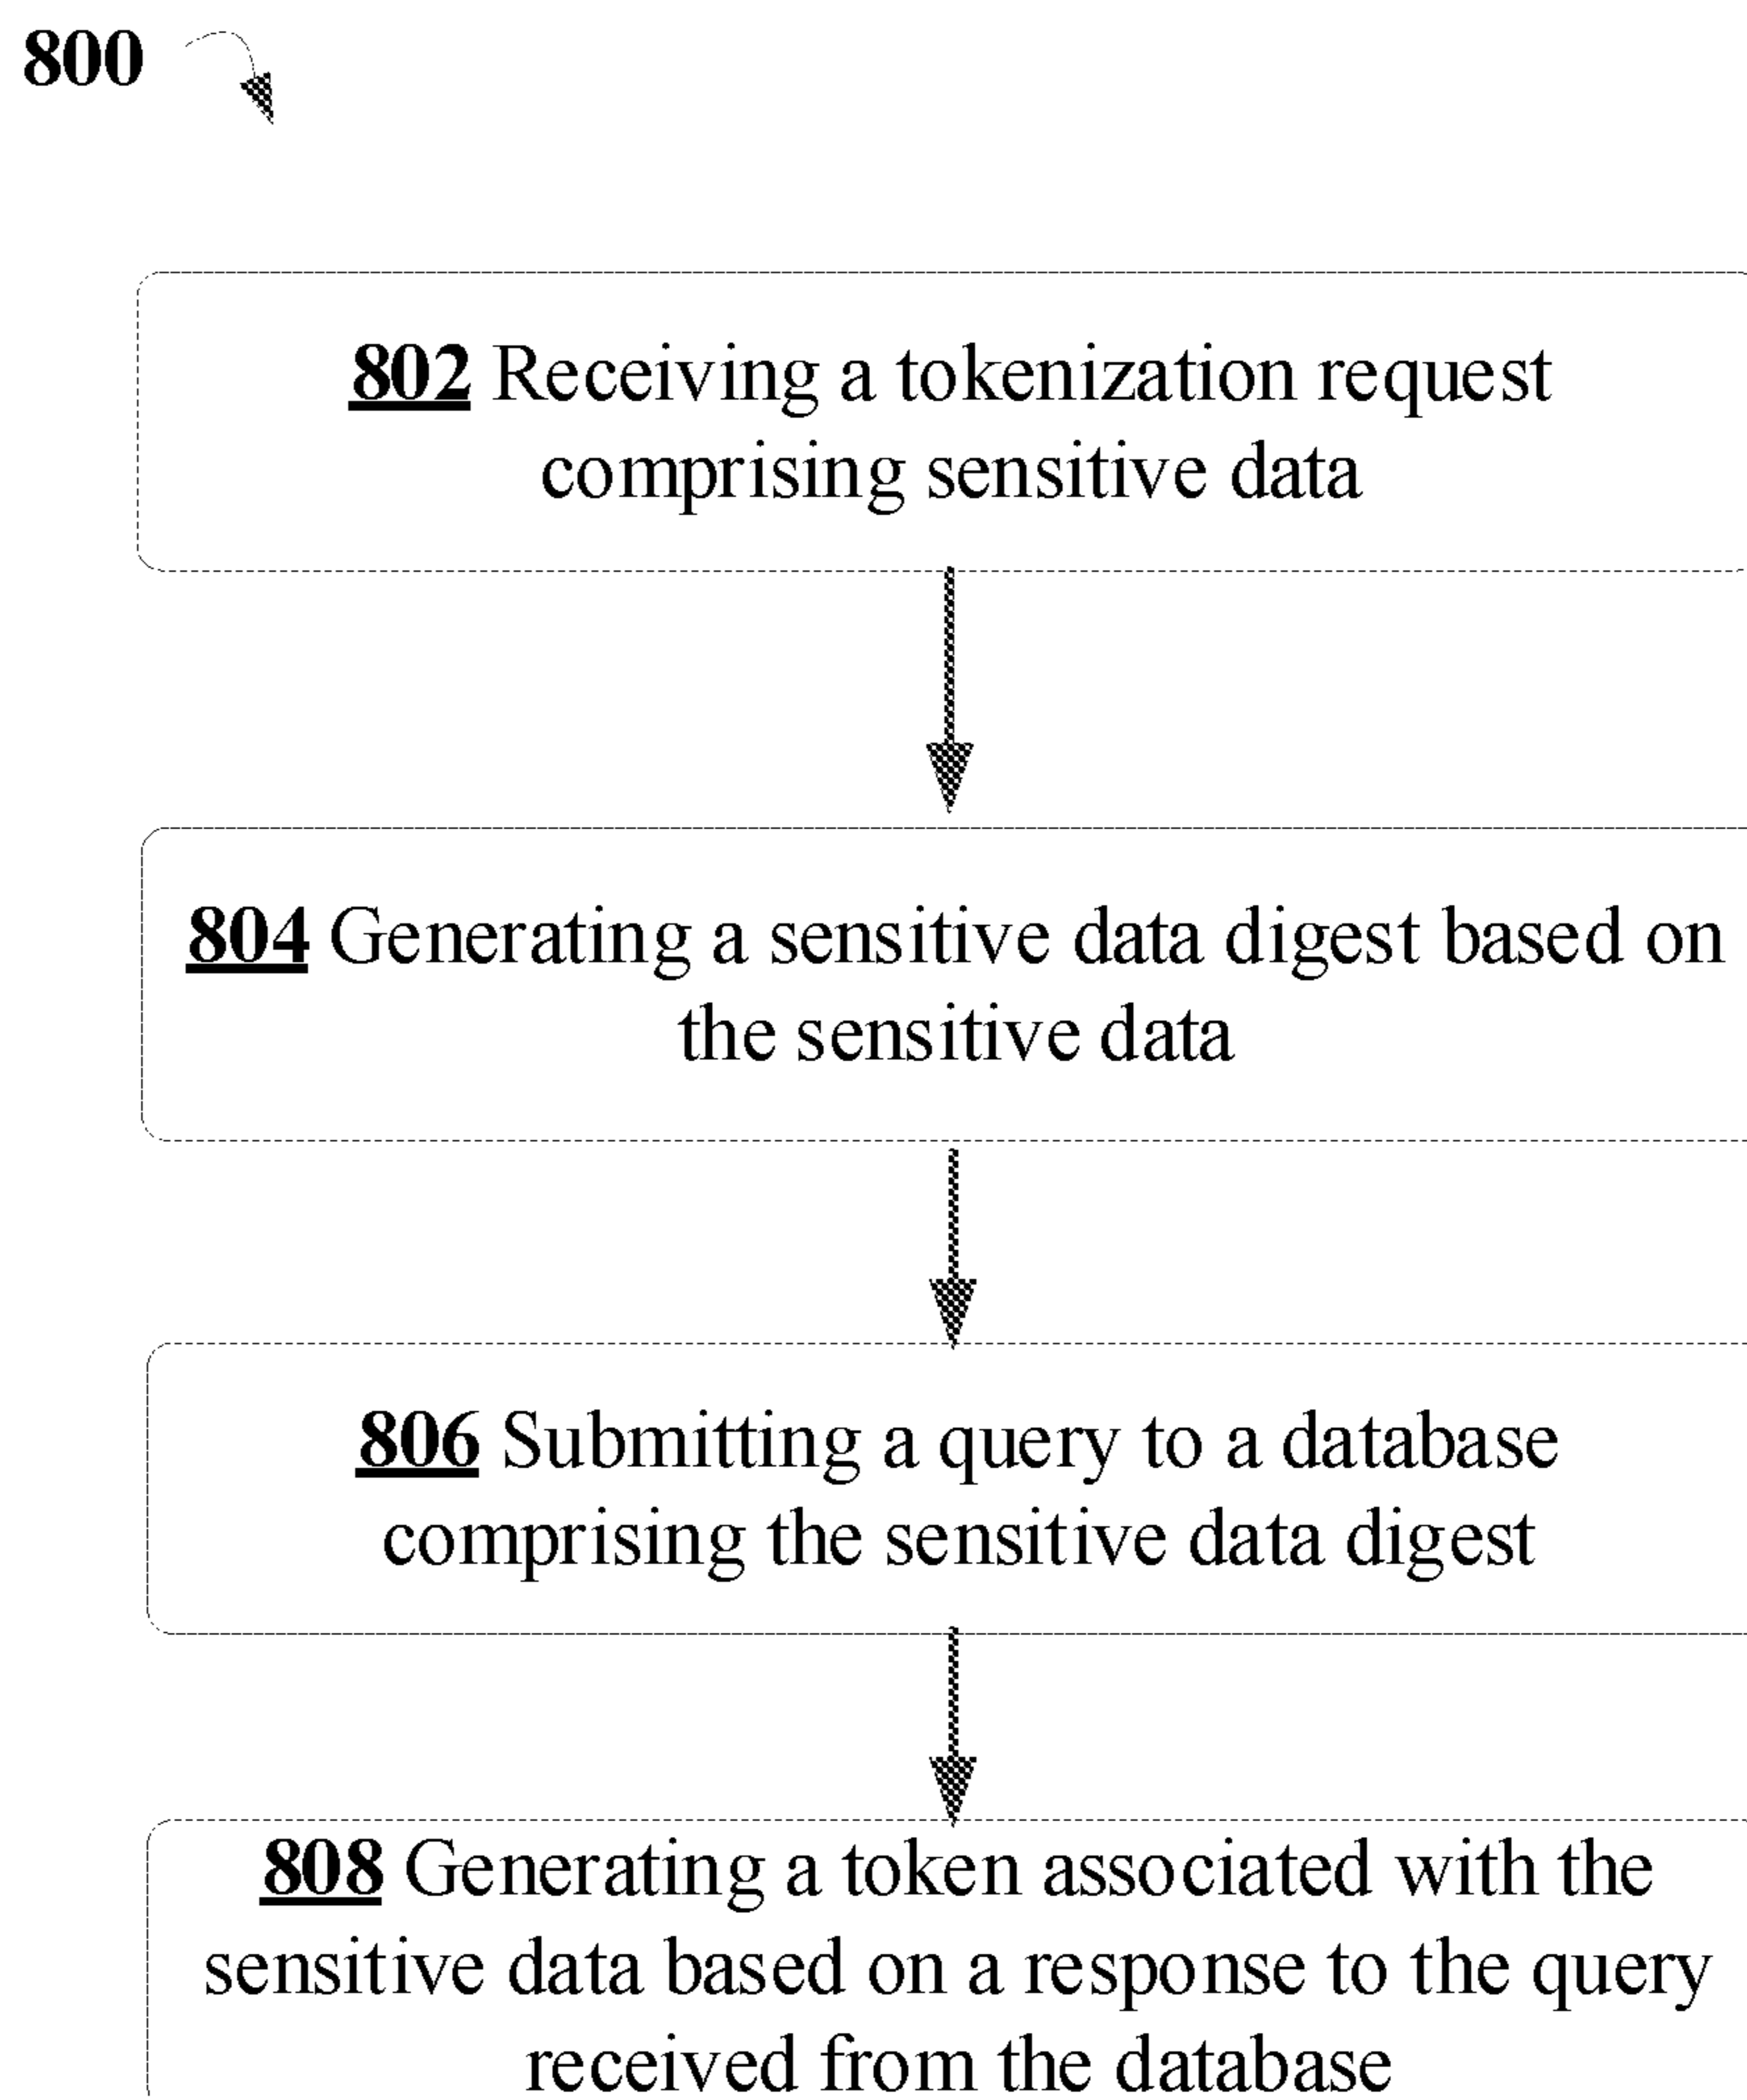 800
802 Receiving a tokenization request
comprising sensitive data
804 Generating a sensitive data digest based on
the sensitive data
806 Submitting a query to a database
comprising the sensitive data digest
808 Generating a token associated with the
sensitive data based on a response to the query
received from the database